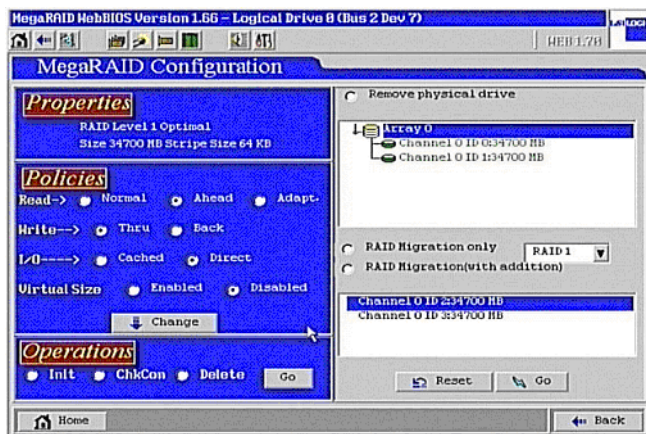 MegaRAID WebBIOS Version 1.66 - Logical Drive 0 (Bus 2 Dev 7)
LSI LOGIC
WEB 1.70
MegaRAID Configuration
Properties
RAID Level 1 Optimal
Size 34700 MB Stripe Size 64 KB
Policies
Read-> Normal Ahead Adapt.
Write--> Thru Back
I/O----> Cached Direct
Virtual Size Enabled Disabled
Change
Operations
Init ChkCon Delete Go
Remove physical drive
Array 0
Channel 0 ID 0:34700 MB
Channel 0 ID 1:34700 MB
RAID Migration only RAID 1
RAID Migration(with addition)
Channel 0 ID 2:34700 MB
Channel 0 ID 3:34700 MB
Reset Go
Home
Back